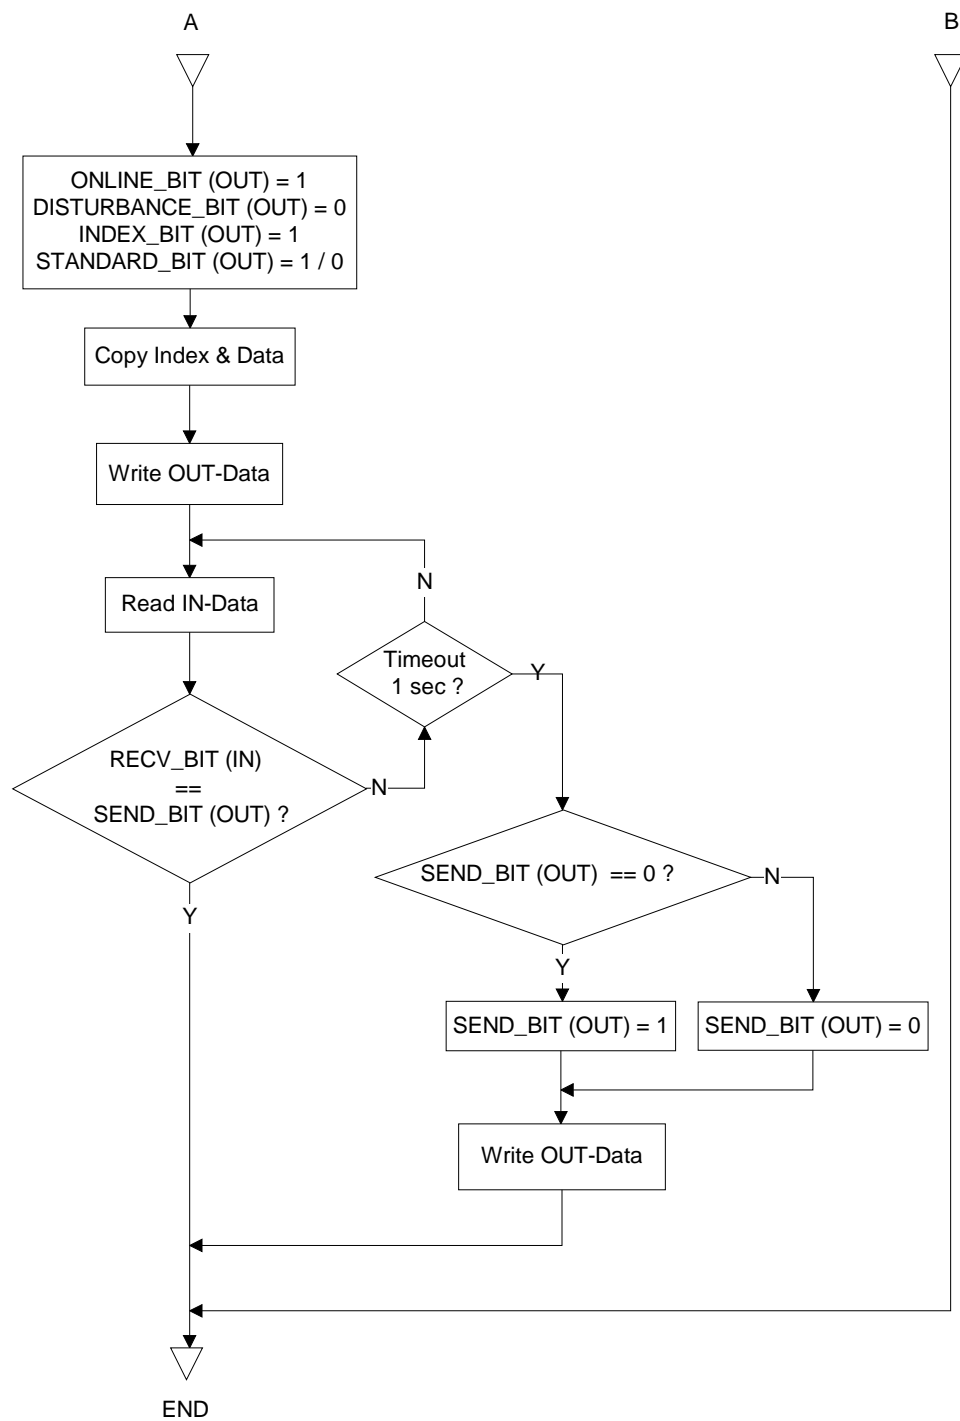 A
B
ONLINE_BIT (OUT) = 1
DISTURBANCE_BIT (OUT) = 0
INDEX_BIT (OUT) = 1
STANDARD_BIT (OUT) = 1 / 0
Copy Index & Data
Write OUT-Data
N
Read IN-Data
Timeout
1 sec ?
Y
RECV_BIT (IN)
==
SEND_BIT (OUT) ?
N
SEND_BIT (OUT) == 0 ?
N
Y
Y
SEND_BIT (OUT) = 1
SEND_BIT (OUT) = 0
Write OUT-Data
END